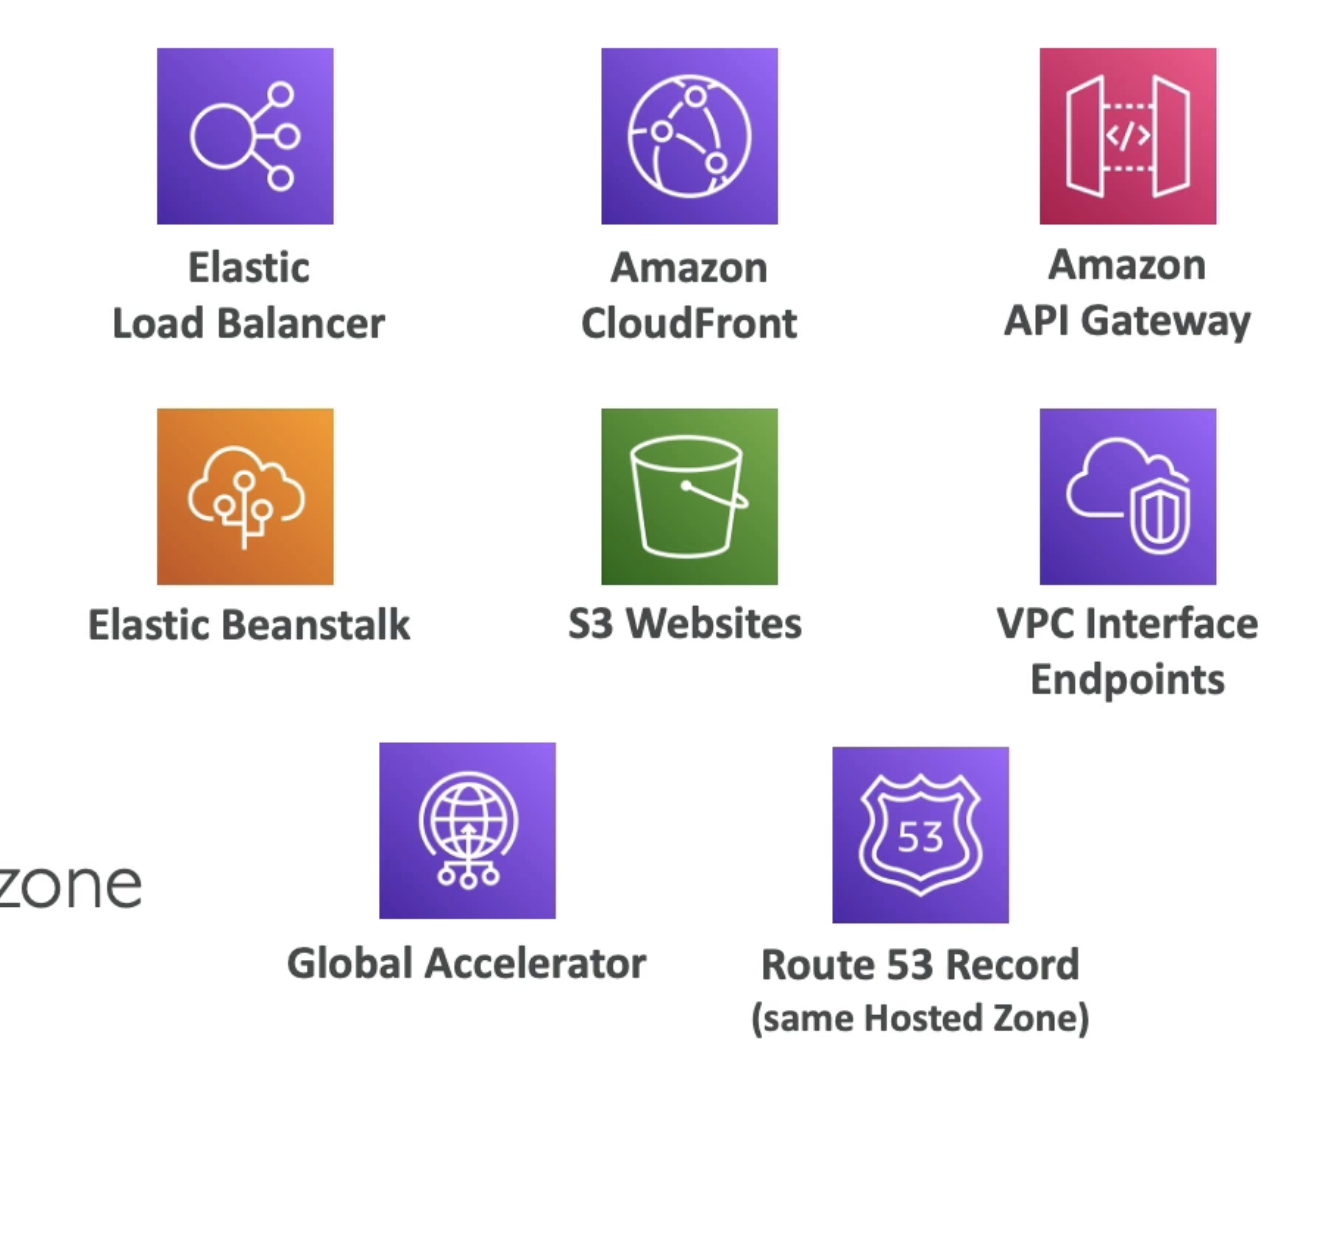 Elastic
Load Balancer
Amazon
CloudFront
</>
Amazon
API Gateway
Elastic Beanstalk
S3 Websites
VPC Interface
Endpoints
zone
Global Accelerator
53
Route 53 Record
(same Hosted Zone)